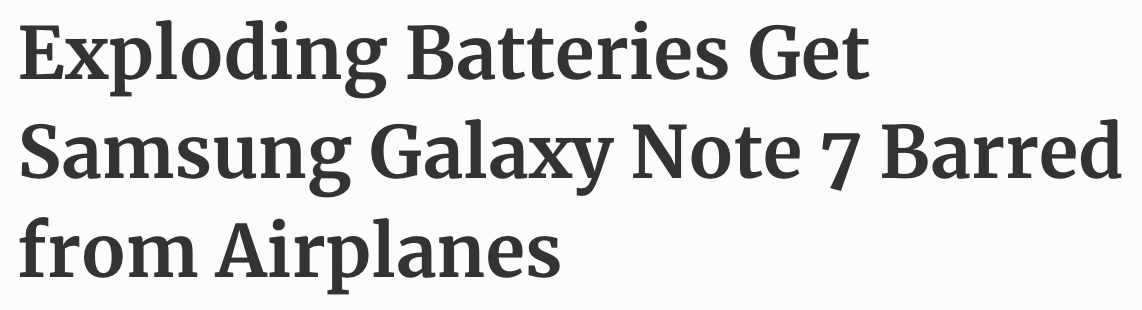 Exploding Batteries Get
Samsung Galaxy Note 7 Barred
from Airplanes